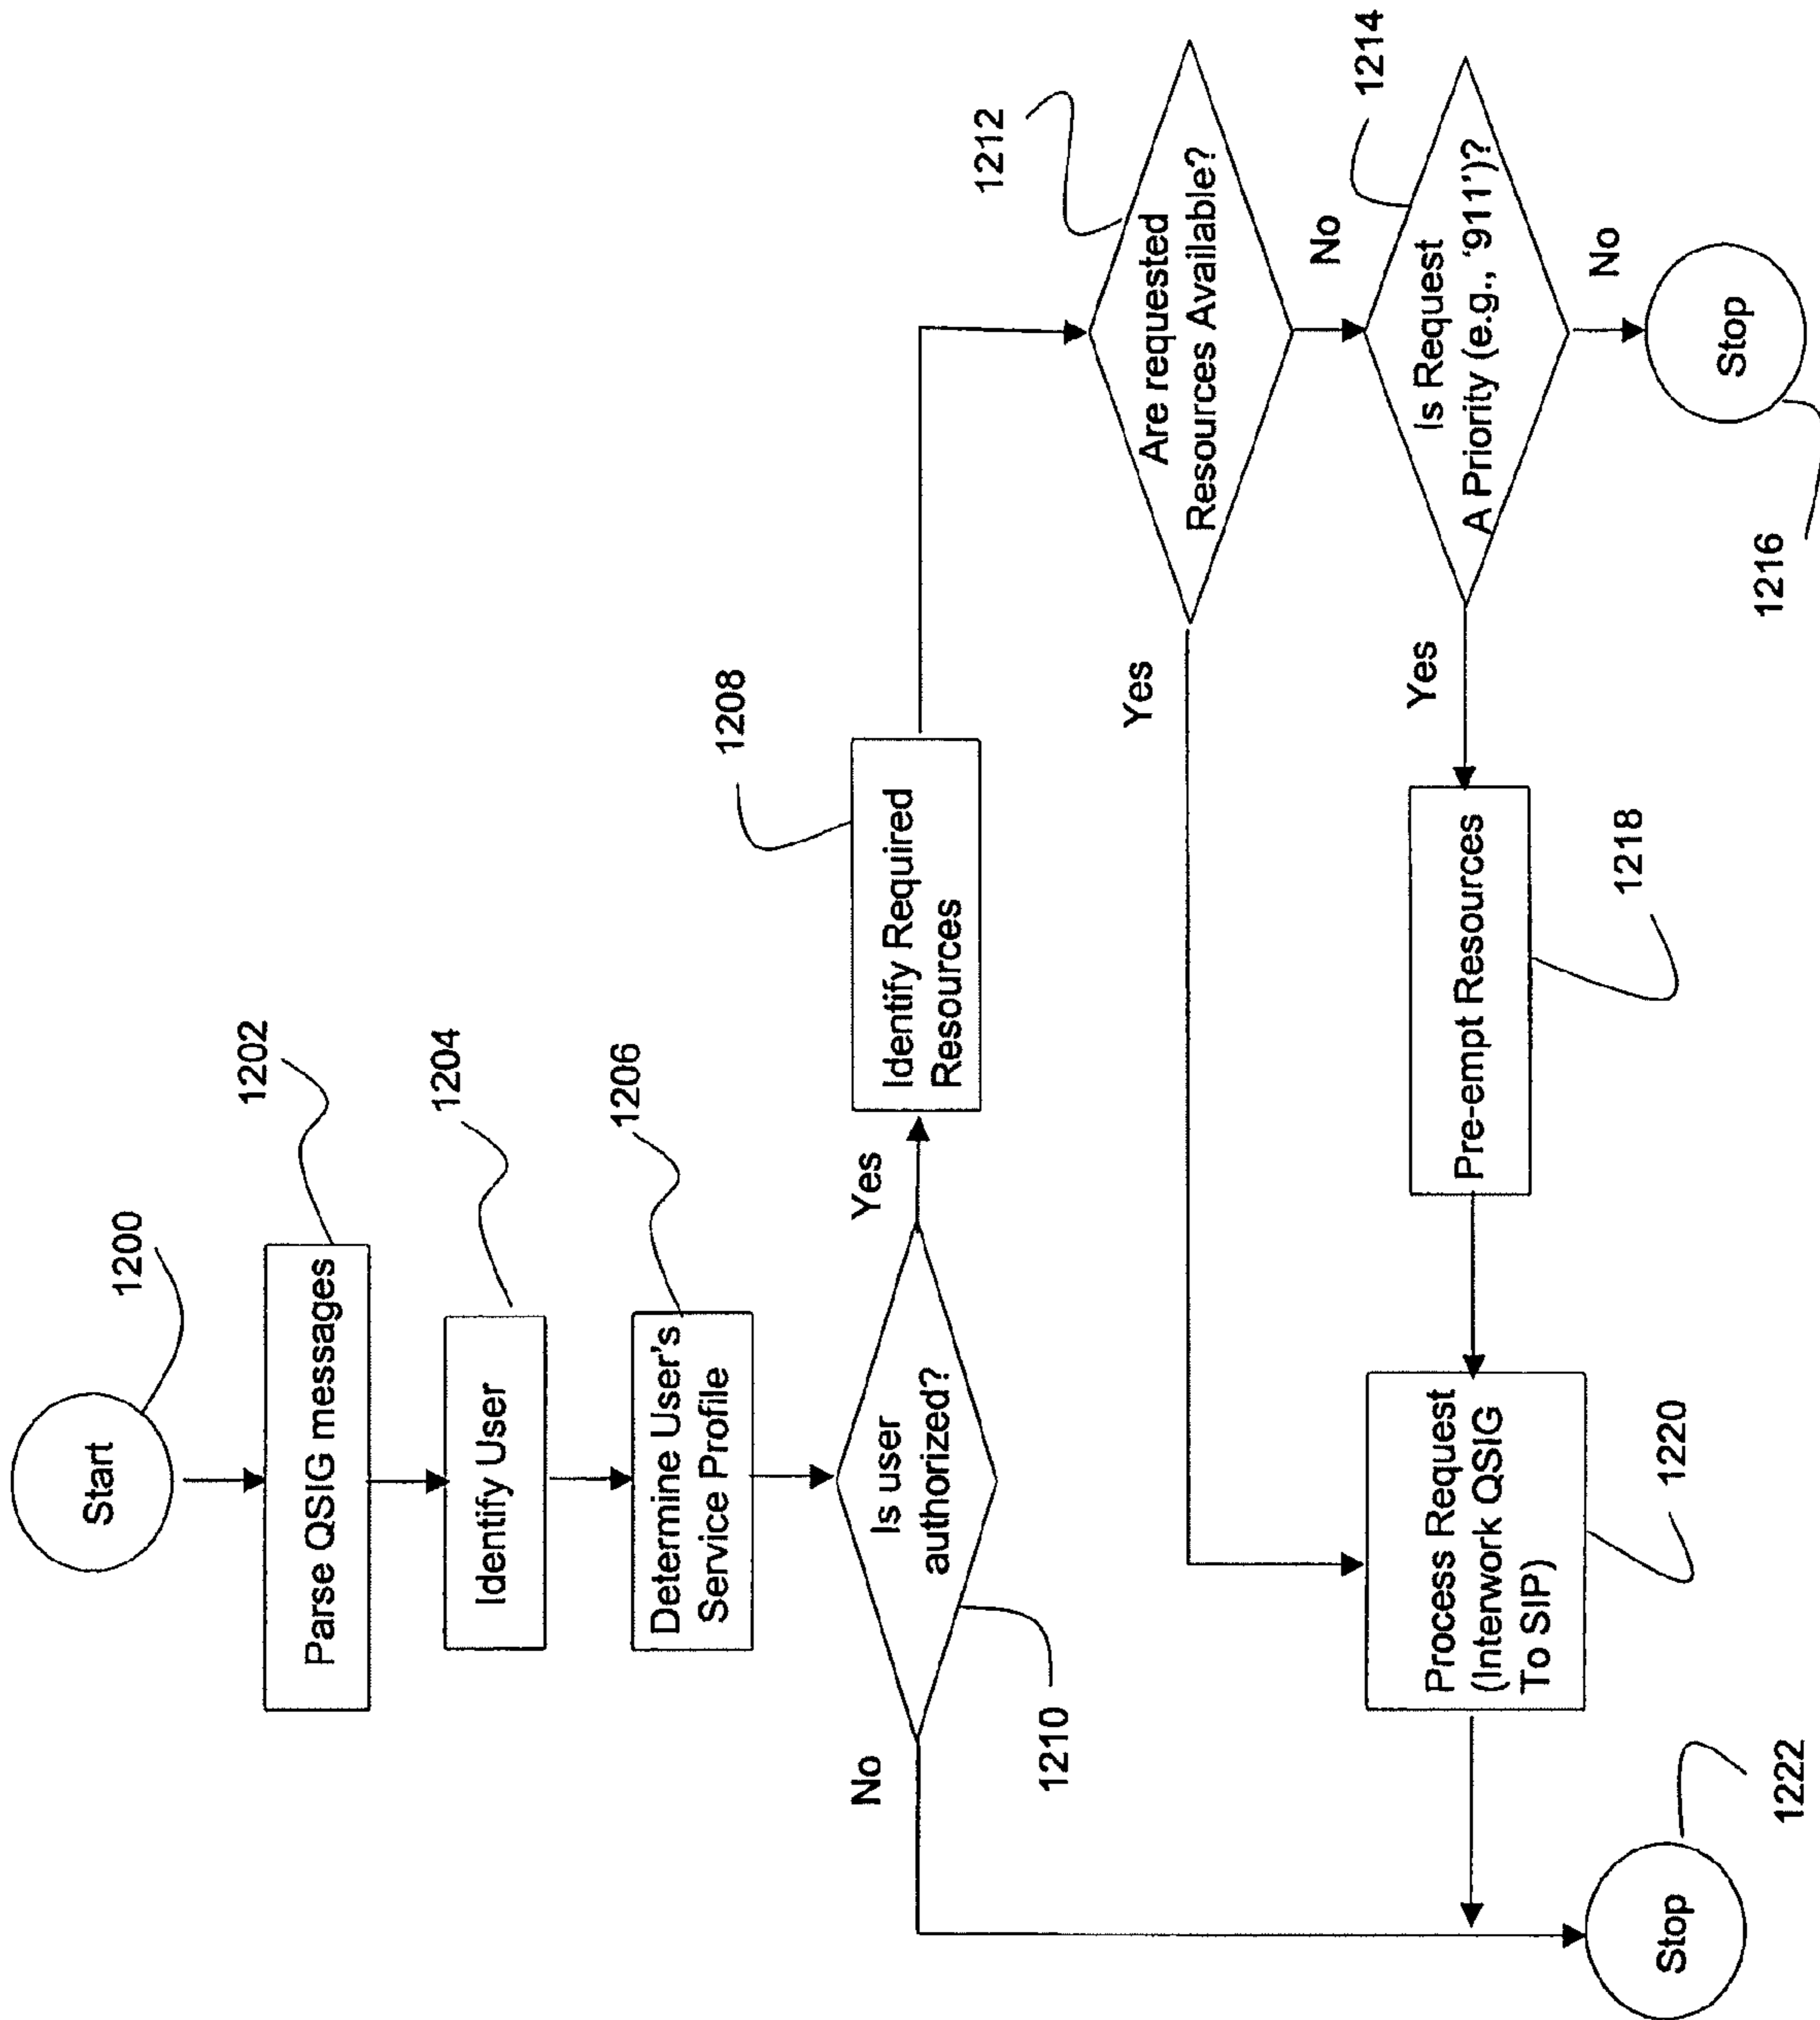 Start
1200
Parse QSIG messages
1202
Identify User
1204
Determine User's
Service Profile
1206
Is user
authorized?
1210
No
Yes
Identify Required
Resources
1208
Are requested
Resources Available?
1212
Yes
No
Is Request
A Priority (e.g., '911')?
1214
Yes
No
Stop
1216
Pre-empt Resources
1218
Process Request
(Interwork QSIG
To SIP)
1220
Stop
1222